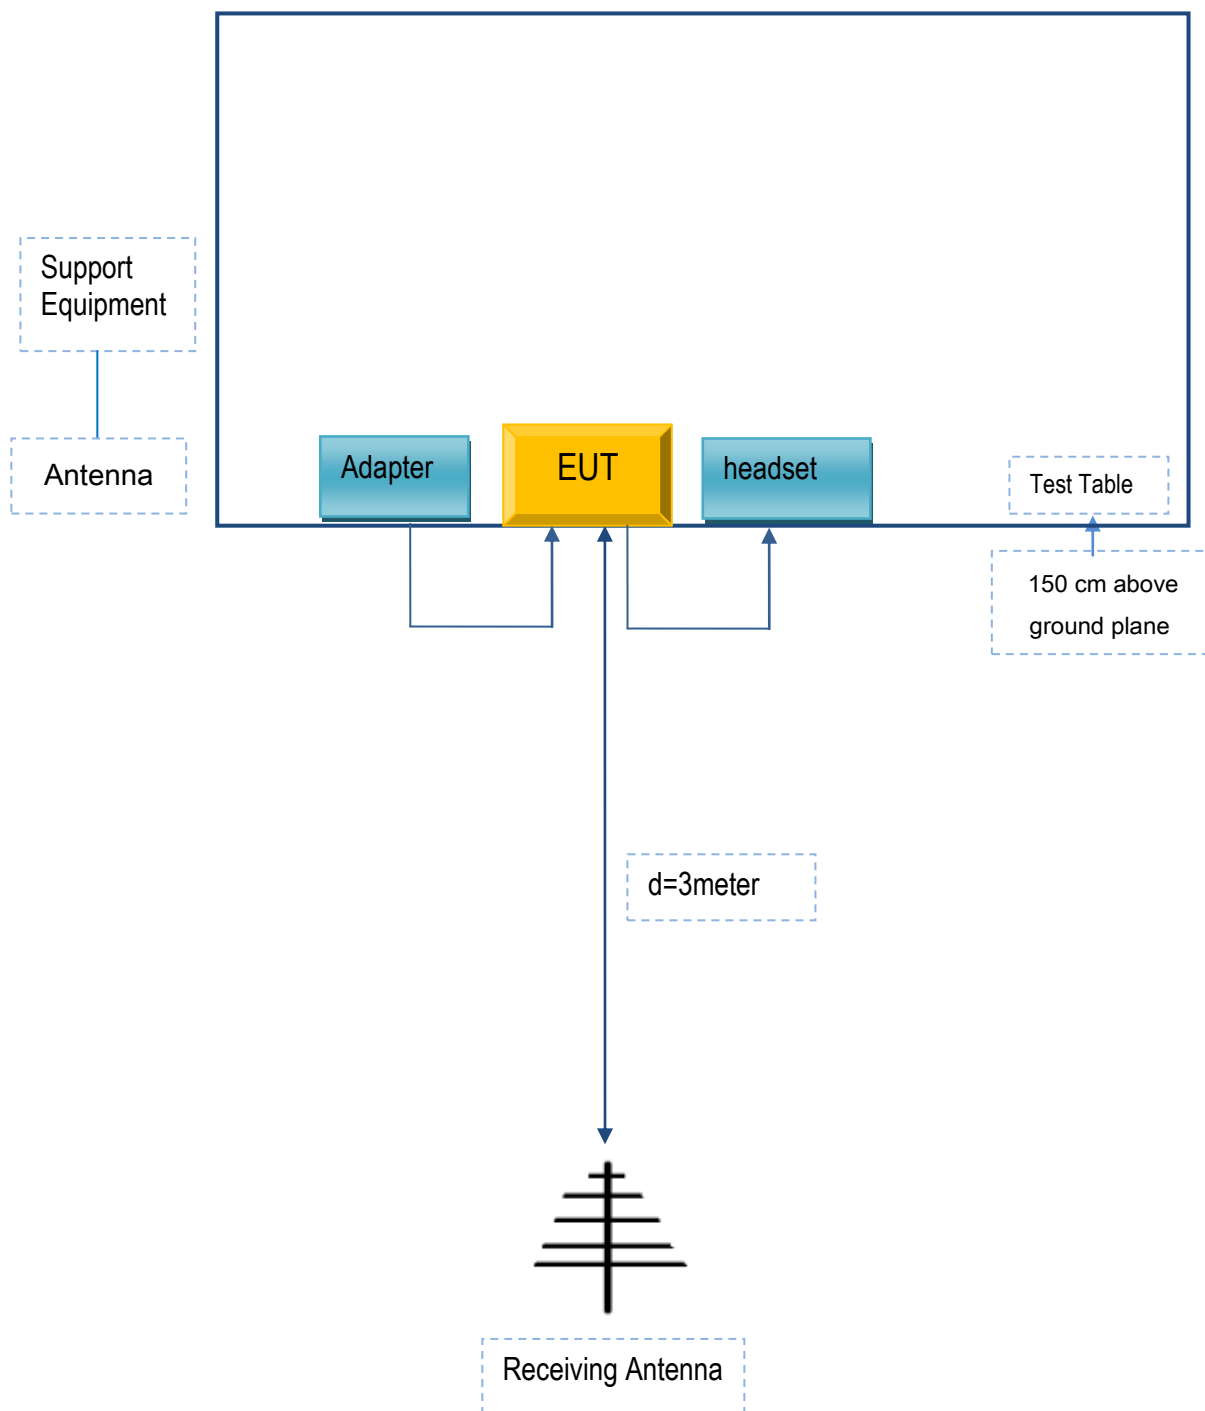 Support
Equipment
Antenna
Adapter
EUT
headset
Test Table
150 cm above
ground plane
d=3meter
Receiving Antenna